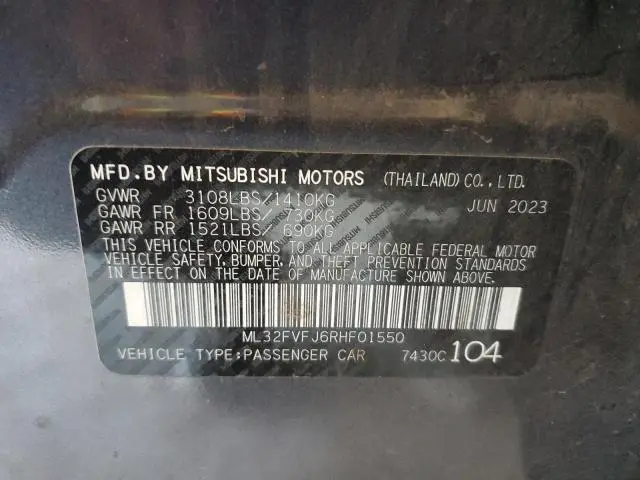 MFD.BY MITSUBISHI MOTORS (THAILAND)CO.,LTD.
GVWR 3108LBS/1410KG JUN 2023
GAWR FR 1609LBS/ 730KG
GAWR RR 1521LBS/ 690KG
THIS VEHICLE CONFORMS TO ALL APPLICABLE FEDERAL MOTOR
VEHICLE SAFETY, BUMPER, AND THEFT PREVENTION STANDARDS
IN EFFECT ON THE DATE OF MANUFACTURE SHOWN ABOVE.
ML32FVFJ6RHF01550
VEHICLE TYPE:PASSENGER CAR 7430C104